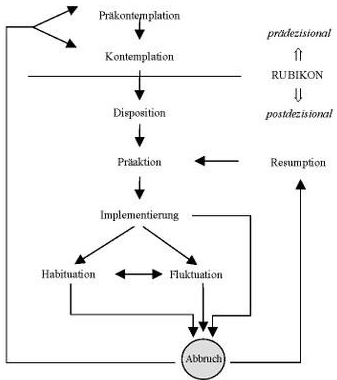 Präkontemplation
prädezisional
⇑
Kontemplation
RUBIKON
⇓
Disposition
postdezisional
Präaktion
Resumption
Implementierung
Habituation
Fluktuation
Abbruch